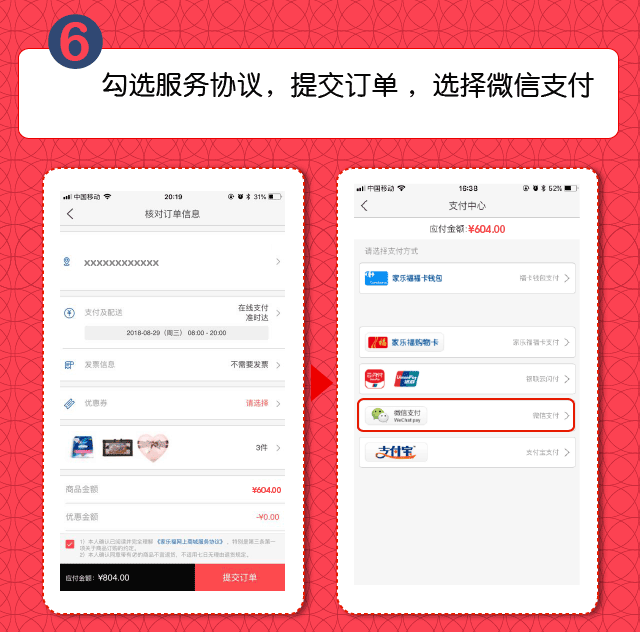 6
勾选服务协议，提交订单，选择微信支付
中国移动 20:19 31%
核对订单信息
XXXXXXXXXXXX
支付及配送
在线支付
准时达
2018-08-29（周三） 08:00 - 20:00
发票信息 不需要发票
优惠券 请选择
3件
商品金额 ¥604.00
优惠金额 -¥0.00
应付金额：¥804.00 提交订单
中国移动 16:38 52%
支付中心
应付金额:¥604.00
请选择支付方式
家乐福福卡钱包 福卡钱包支付
家乐福购物卡 家乐福福卡支付
云闪付 UnionPay 银联 银联云闪付
微信支付 微信支付
WeChat pay
支付宝 支付宝支付